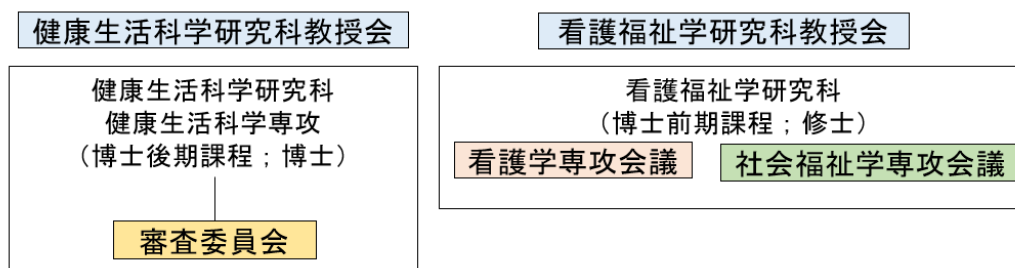 健康生活科学研究科教授会
健康生活科学研究科
健康生活科学専攻
（博士後期課程；博士）
審査委員会
看護福祉学研究科教授会
看護福祉学研究科
（博士前期課程；修士）
看護学専攻会議
社会福祉学専攻会議